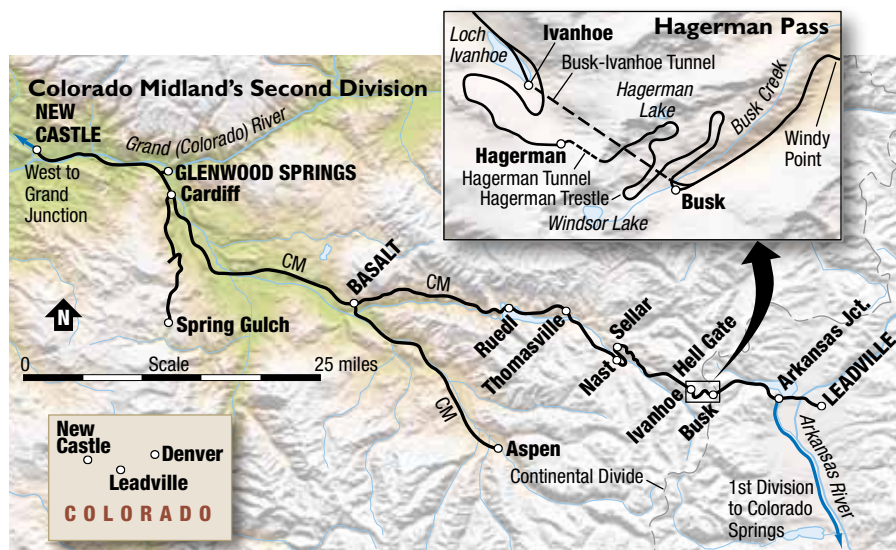 Hagerman Pass
Loch
Ivanhoe
Ivanhoe
Busk-Ivanhoe Tunnel
Hagerman
Lake
Busk Creek
Windy
Point
Hagerman
Hagerman Tunnel
Hagerman Trestle
Windsor Lake
Busk
Colorado Midland's Second Division
NEW
CASTLE
Grand (Colorado) River
West to
Grand
Junction
GLENWOOD SPRINGS
Cardiff
CM
BASALT
CM
Spring Gulch
N
0 Scale 25 miles
Ruedl
Thomasville
Nast
Sellar
Hell Gate
Ivanhoe
Busk
Arkansas Jct.
LEADVILLE
Arkansas River
CM
Aspen
Continental Divide
1st Division
to Colorado
Springs
New
Castle
Denver
Leadville
COLORADO